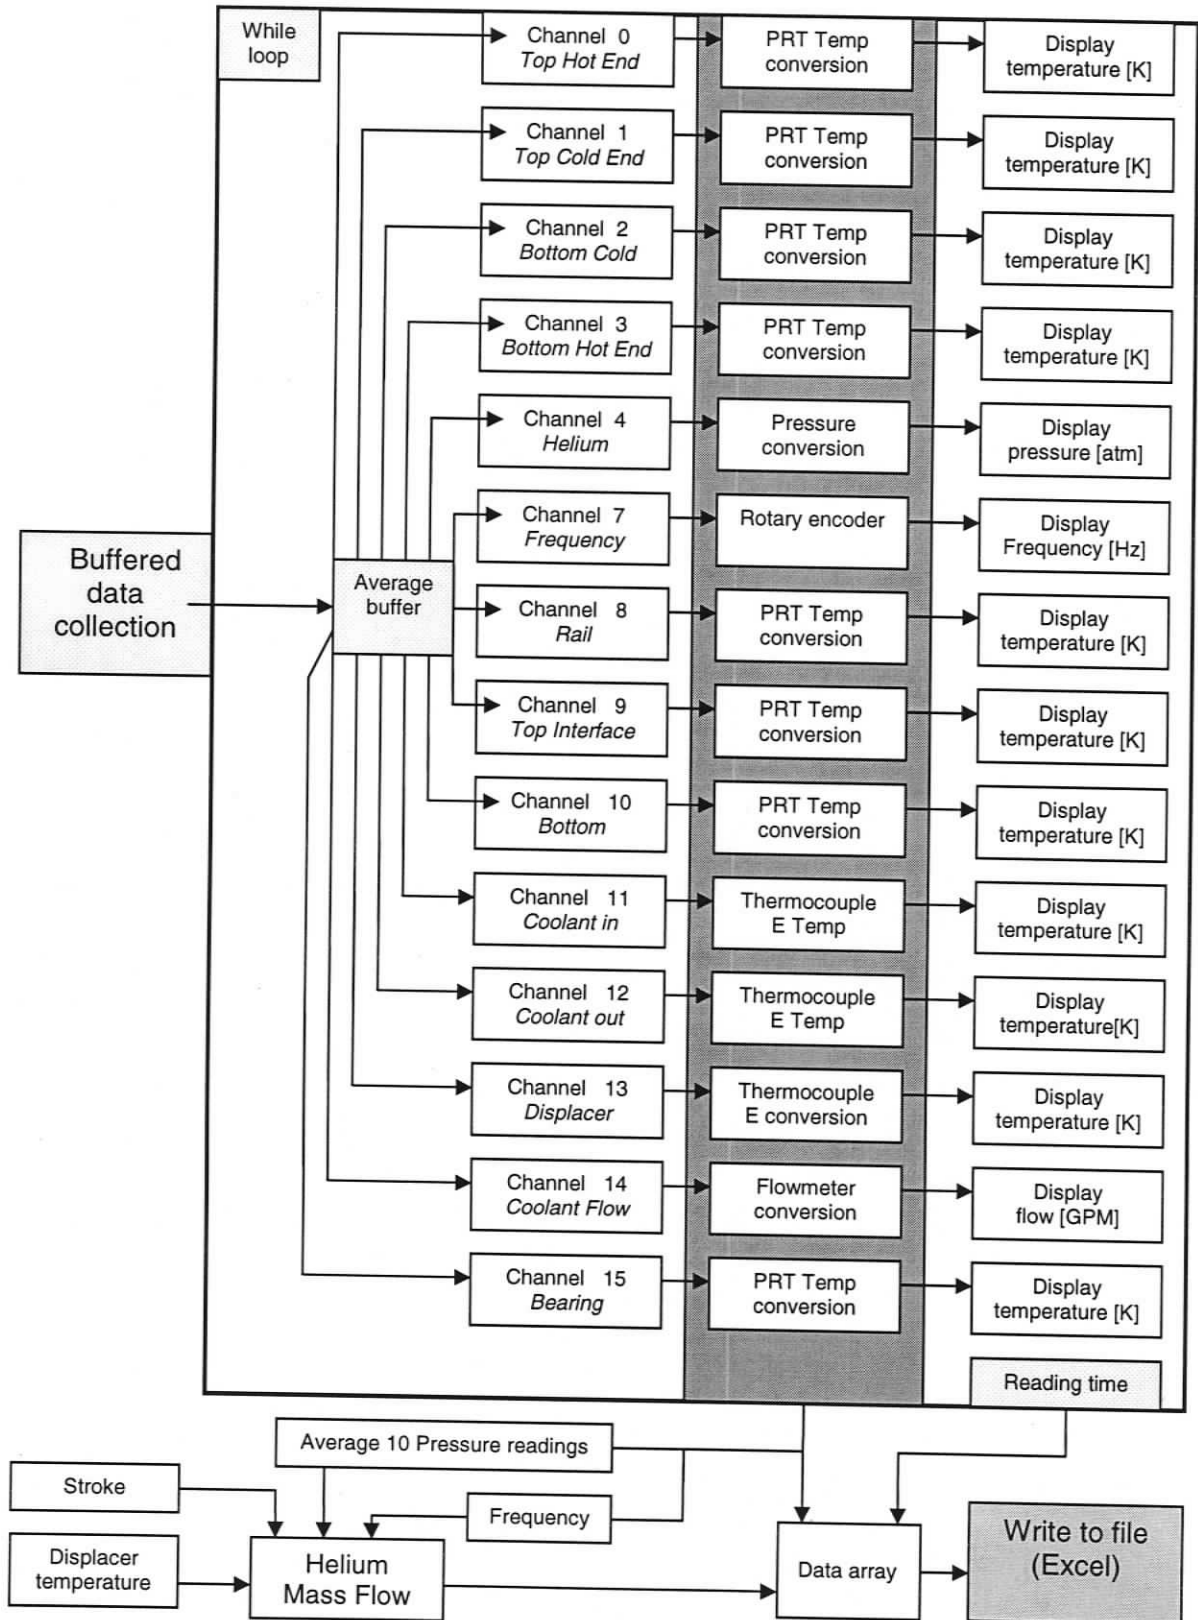 While
loop
Channel 0
Top Hot End
PRT Temp
conversion
Display
temperature [K]
Channel 1
Top Cold End
PRT Temp
conversion
Display
temperature [K]
Channel 2
Bottom Cold
PRT Temp
conversion
Display
temperature [K]
Channel 3
Bottom Hot End
PRT Temp
conversion
Display
temperature [K]
Channel 4
Helium
Pressure
conversion
Display
pressure [atm]
Channel 7
Frequency
Rotary encoder
Display
Frequency [Hz]
Buffered
data
collection
Average
buffer
Channel 8
Rail
PRT Temp
conversion
Display
temperature [K]
Channel 9
Top Interface
PRT Temp
conversion
Display
temperature [K]
Channel 10
Bottom
PRT Temp
conversion
Display
temperature [K]
Channel 11
Coolant in
Thermocouple
E Temp
Display
temperature [K]
Channel 12
Coolant out
Thermocouple
E Temp
Display
temperature[K]
Channel 13
Displacer
Thermocouple
E conversion
Display
temperature [K]
Channel 14
Coolant Flow
Flowmeter
conversion
Display
flow [GPM]
Channel 15
Bearing
PRT Temp
conversion
Display
temperature [K]
Reading time
Average 10 Pressure readings
Stroke
Frequency
Displacer
temperature
Helium
Mass Flow
Data array
Write to file
(Excel)